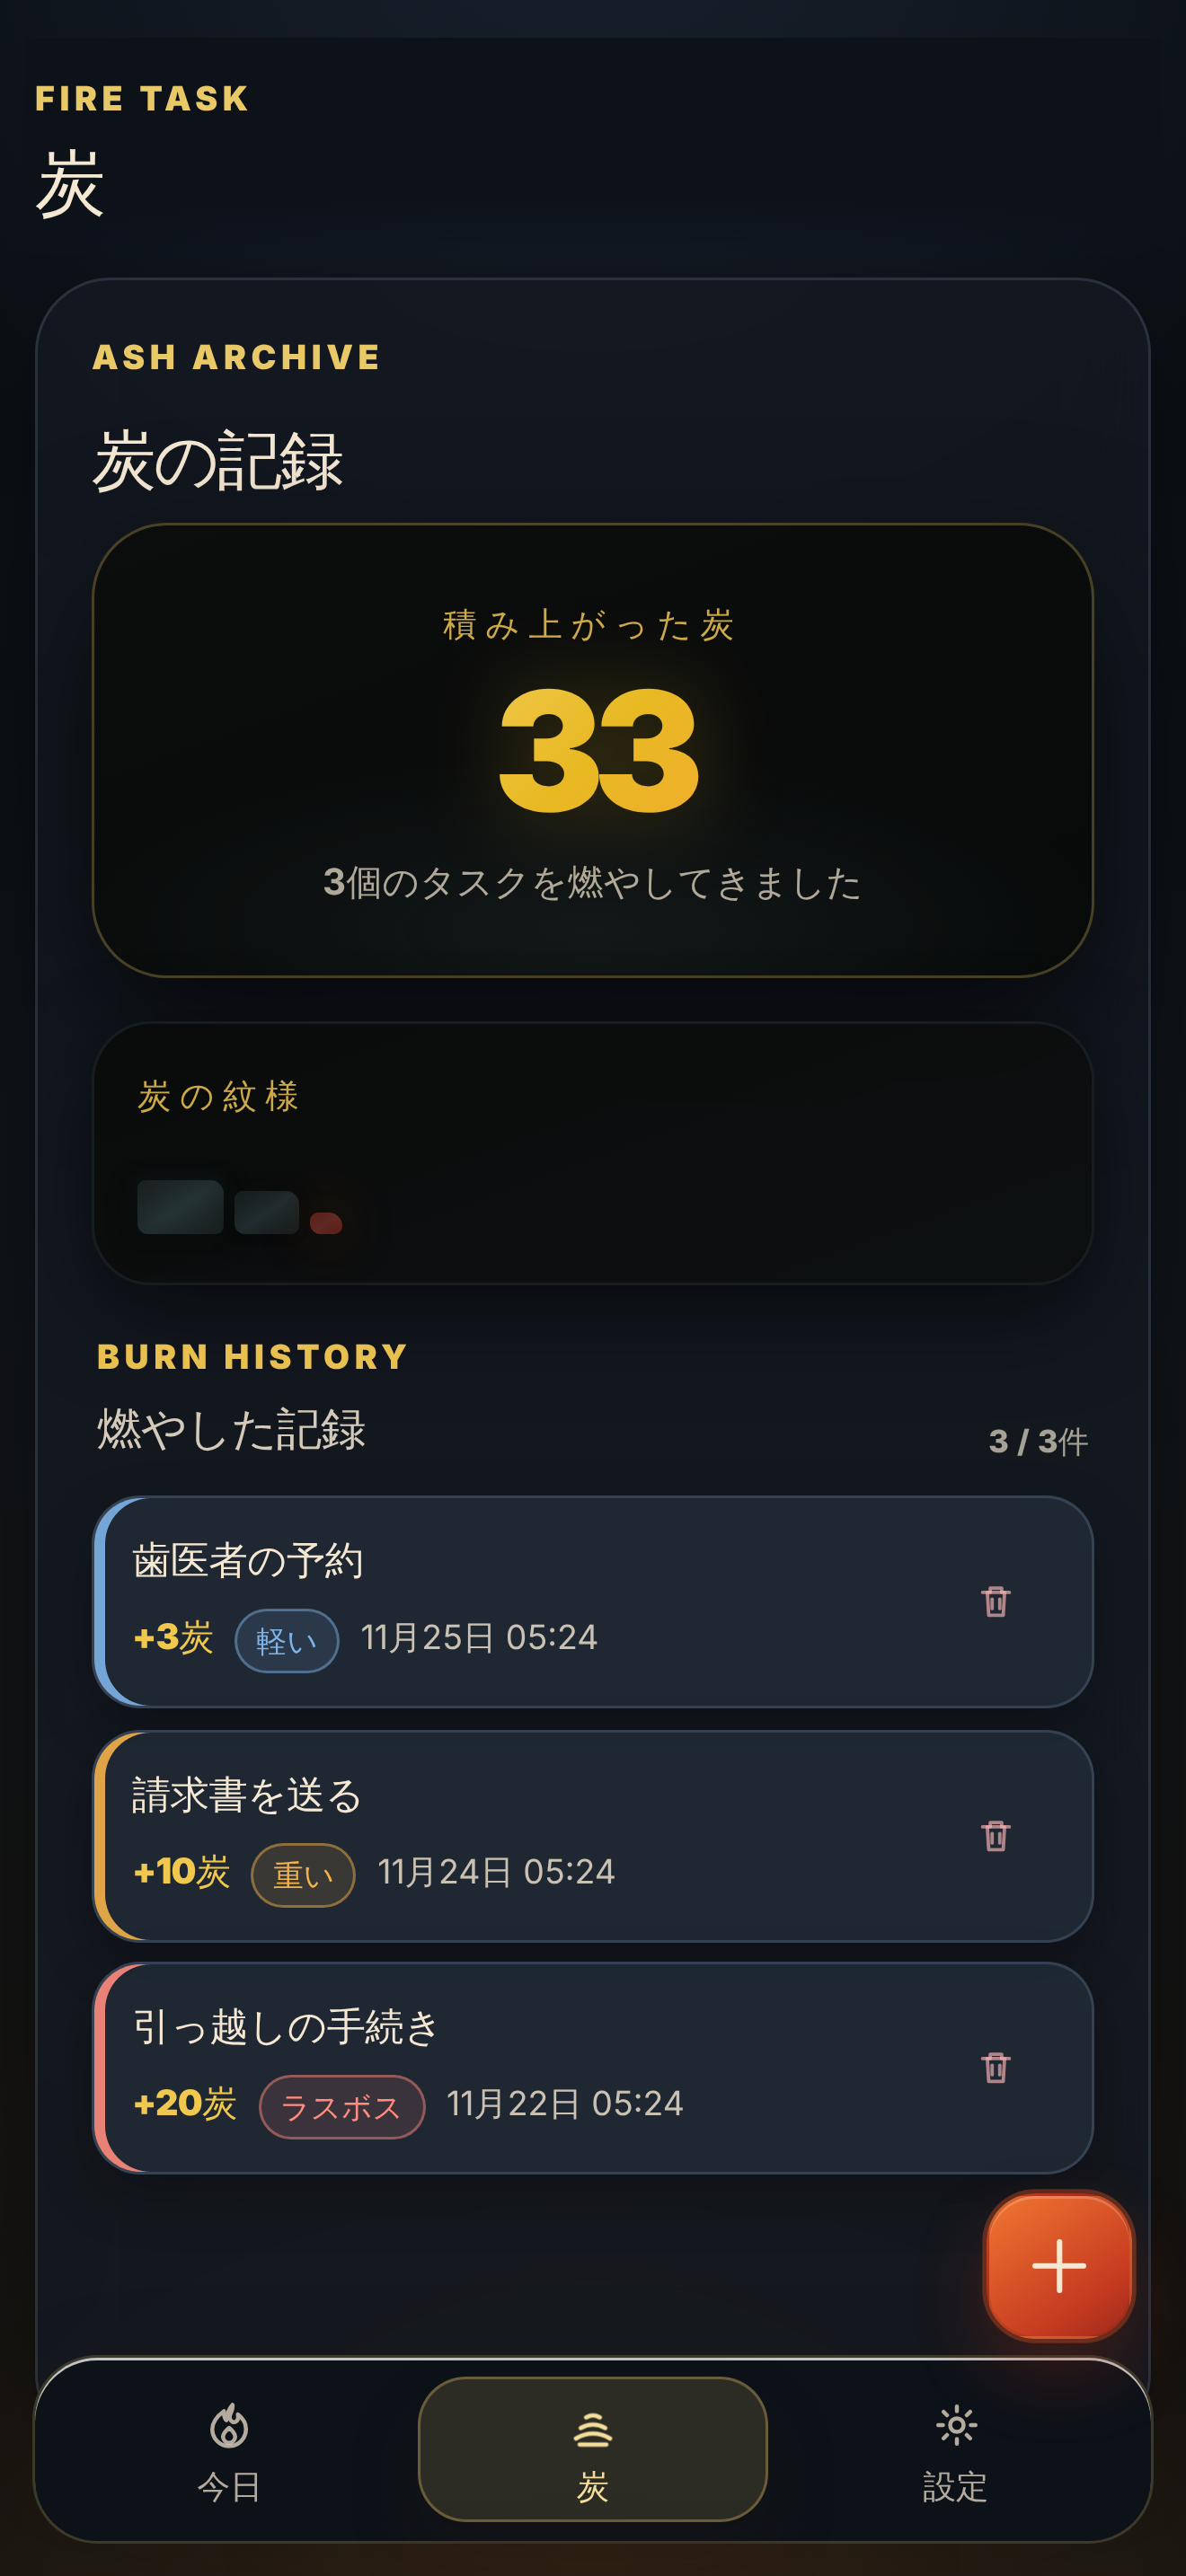 FIRE TASK
炭
ASH ARCHIVE
炭の記録
積み上がった炭
33
3個のタスクを燃やしてきました
炭の紋様
BURN HISTORY
燃やした記録
3 / 3件
歯医者の予約
+3炭 軽い 11月25日 05:24
請求書を送る
+10炭 重い 11月24日 05:24
引っ越しの手続き
+20炭 ラスボス 11月22日 05:24
今日 炭 設定